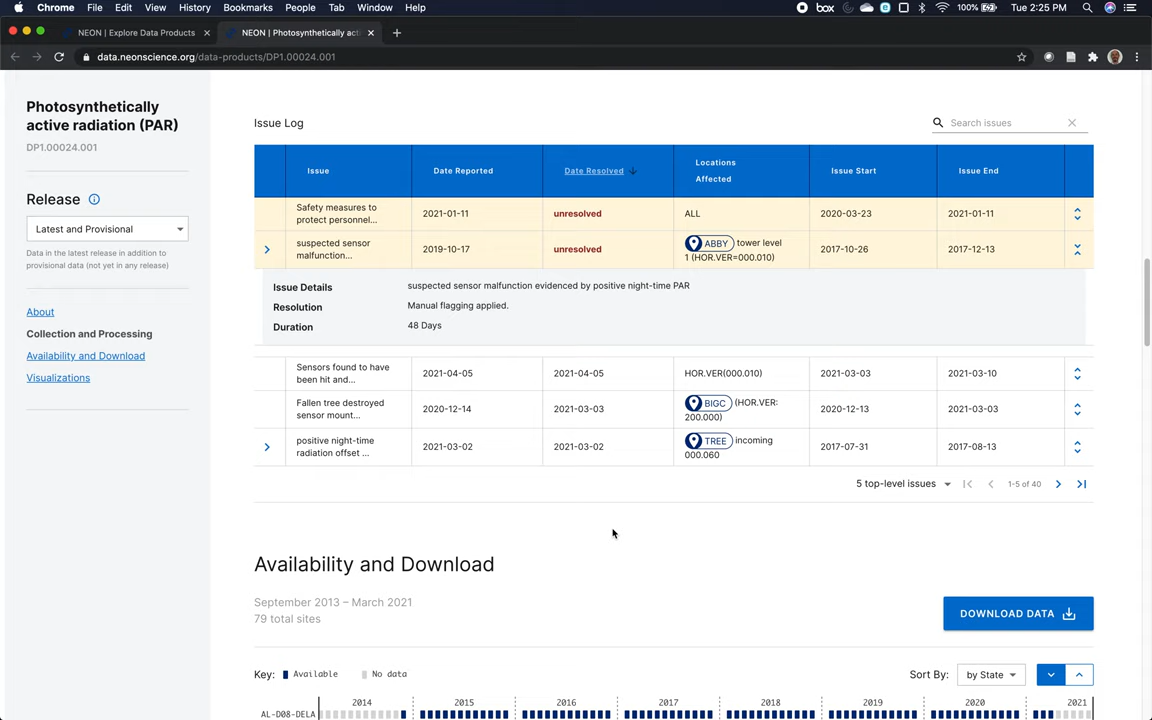 Chrome File Edit View History Bookmarks People Tab Window Help box 100% Tue 2:25 PM
NEON | Explore Data Products NEON | Photosynthetically acti
data.neonscience.org/data-products/DP1.00024.001
Photosynthetically
active radiation (PAR)
DP1.00024.001
Release
Latest and Provisional
Data in the latest release in addition to
provisional data (not yet in any release)
About
Collection and Processing
Availability and Download
Visualizations
Issue Log
Search issues
Issue Date Reported Date Resolved Locations Affected Issue Start Issue End
Safety measures to
protect personnel... 2021-01-11 unresolved ALL 2020-03-23 2021-01-11
suspected sensor
malfunction... 2019-10-17 unresolved ABBY tower level
1 (HOR.VER=000.010) 2017-10-26 2017-12-13
Issue Details suspected sensor malfunction evidenced by positive night-time PAR
Resolution Manual flagging applied.
Duration 48 Days
Sensors found to have
been hit and... 2021-04-05 2021-04-05 HOR.VER(000.010) 2021-03-03 2021-03-10
Fallen tree destroyed
sensor mount... 2020-12-14 2021-03-03 BIGC (HOR.VER:
200.000) 2020-12-13 2021-03-03
positive night-time
radiation offset ... 2021-03-02 2021-03-02 TREE incoming
000.060 2017-07-31 2017-08-13
5 top-level issues 1-5 of 40
Availability and Download
September 2013 – March 2021
79 total sites
DOWNLOAD DATA
Key: Available No data Sort By: by State
2014 2015 2016 2017 2018 2019 2020 2021
AL-D08-DELA